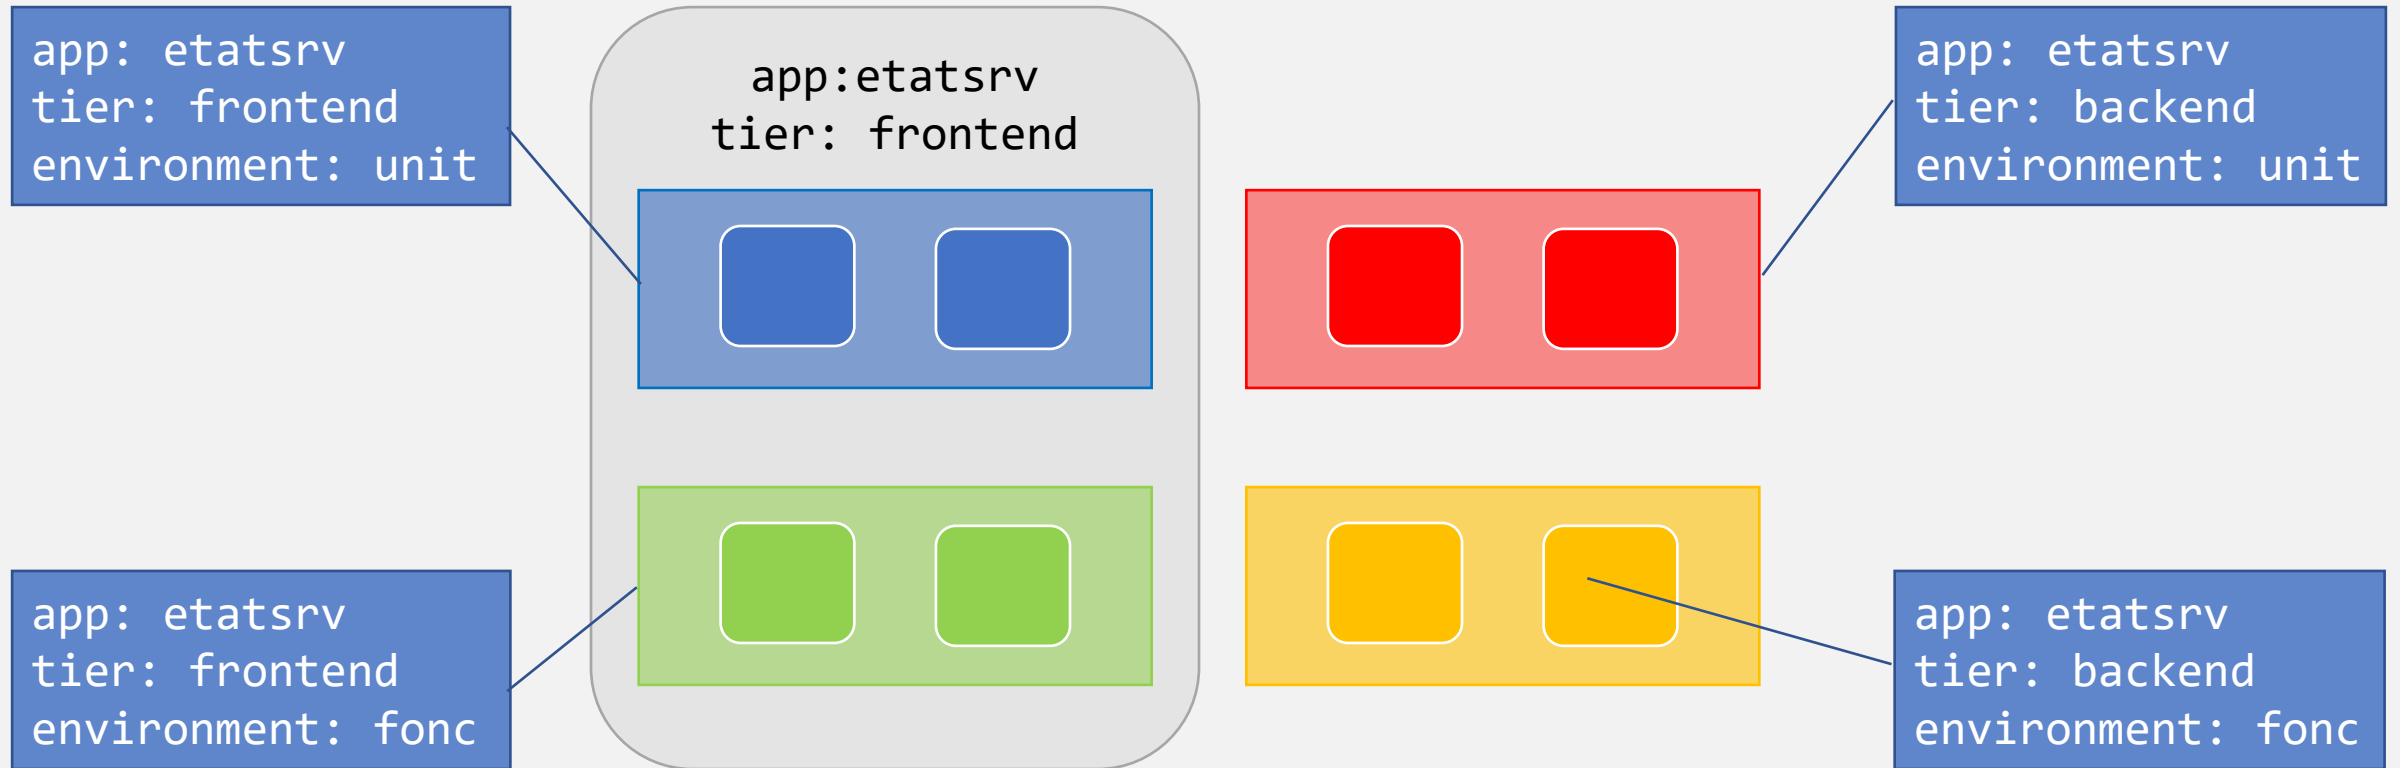 app: etatsrv
tier: frontend
environment: unit
app:etatsrv
tier: frontend
app: etatsrv
tier: backend
environment: unit
app: etatsrv
tier: frontend
environment: fonc
app: etatsrv
tier: backend
environment: fonc